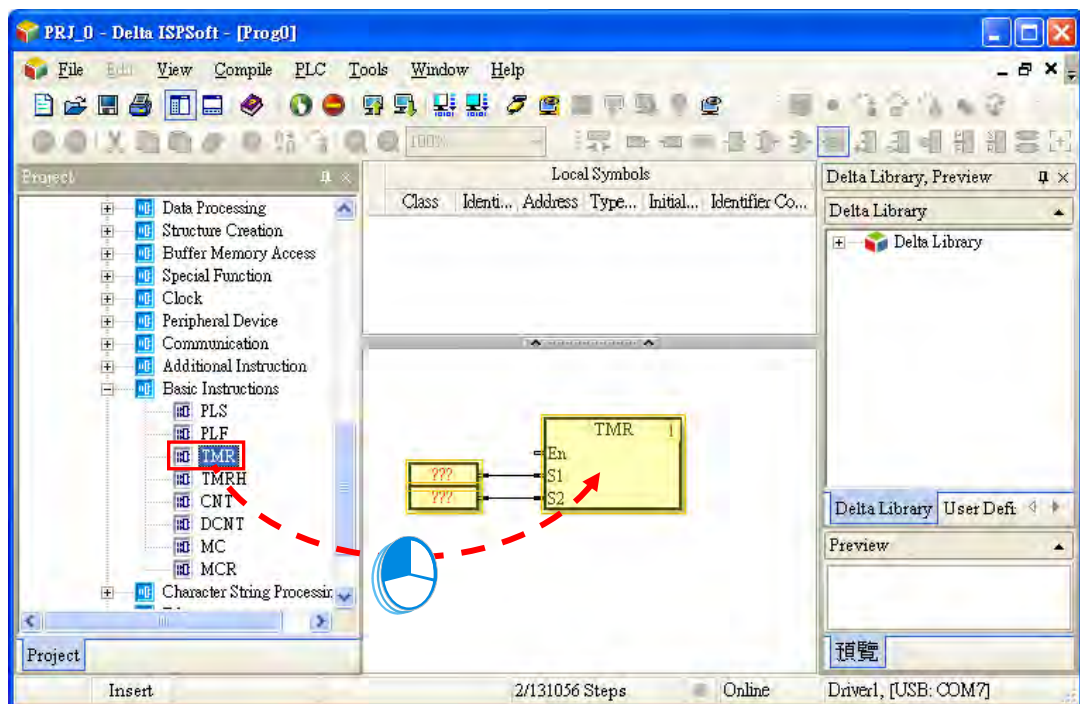 PRJ_0 - Delta ISPSoft - [Prog0]
File Edit View Compile PLC Tools Window Help
100%
Project
Data Processing
Structure Creation
Buffer Memory Access
Special Function
Clock
Peripheral Device
Communication
Additional Instruction
Basic Instructions
PLS
PLF
TMR
TMRH
CNT
DCNT
MC
MCR
Character String Processin
Project
Local Symbols
Class Identi... Address Type... Initial... Identifier Co...
TMR 1
En
??? S1
??? S2
Delta Library, Preview
Delta Library
Delta Library
Delta Library User Defi
Preview
預覽
Insert 2/131056 Steps Online Driver1, [USB: COM7]